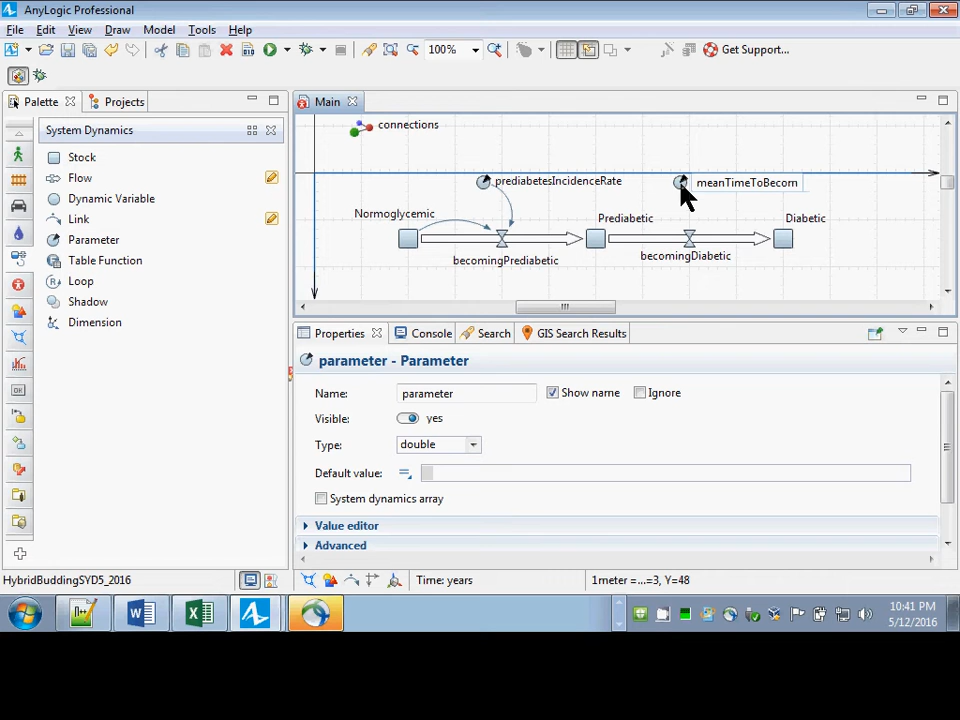 AnyLogic Professional
File Edit View Draw Model Tools Help
100% Get Support...
Palette Projects Main
System Dynamics
Stock
Flow
Dynamic Variable
Link
Parameter
Table Function
Loop
Shadow
Dimension
connections
prediabetesIncidenceRate meanTimeToBecom
Normoglycemic Prediabetic Diabetic
becomingPrediabetic becomingDiabetic
Properties Console Search GIS Search Results
parameter - Parameter
Name: parameter Show name Ignore
Visible: yes
Type: double
Default value:
System dynamics array
Value editor
Advanced
HybridBuddingSYD5_2016 Time: years 1meter =...=3, Y=48
10:41 PM
5/12/2016